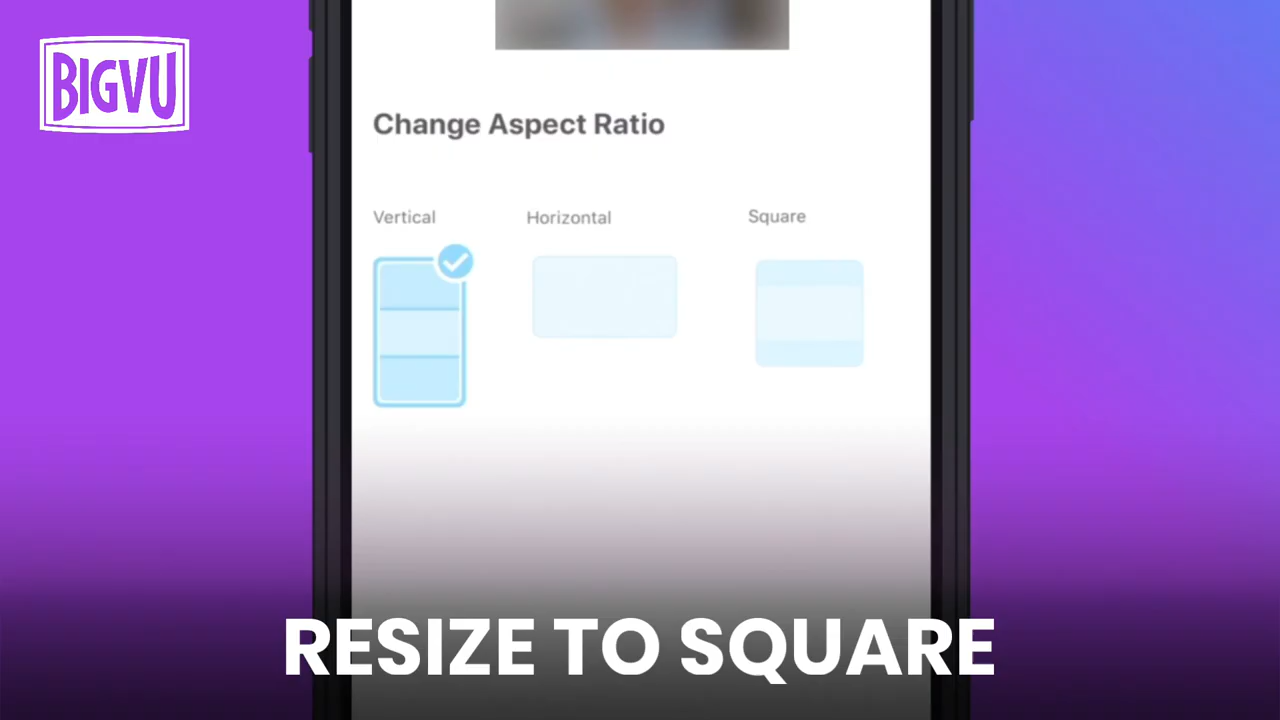 BIGVU
Change Aspect Ratio
Vertical
Horizontal
Square
RESIZE TO SQUARE